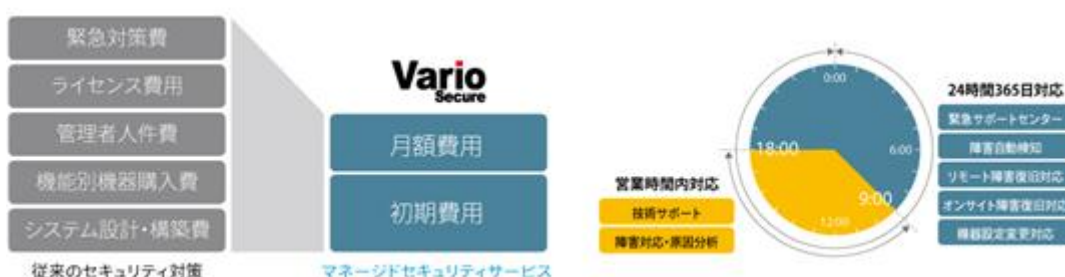 緊急対策費
ライセンス費用
管理者人件費
機能別機器購入費
システム設計・構築費
従来のセキュリティ対策
Vario
Secure
月額費用
初期費用
マネージドセキュリティサービス
営業時間内対応
技術サポート
障害対応・原因分析
0:00
6:00
9:00
12:00
18:00
24時間365日対応
緊急サポートセンター
障害自動検知
リモート障害復旧対応
オンサイト障害復旧対応
機器設定変更対応